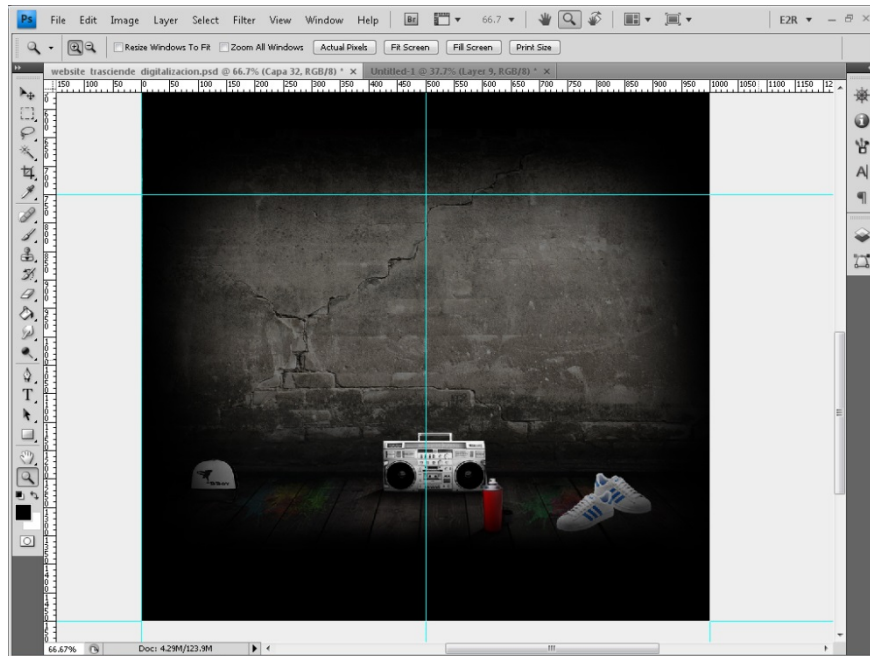 Ps File Edit Image Layer Select Filter View Window Help Br 66.7 E2R
Resize Windows To Fit Zoom All Windows Actual Pixels Fit Screen Fill Screen Print Size
website_trasciende_digitalizacion.psd @ 66.7% (Capa 32, RGB/8) * × Untitled-1 @ 37.7% (Layer 9, RGB/8) * ×
150 100 50 0 50 100 150 200 250 300 350 400 450 500 550 600 650 700 750 800 850 900 950 1000 1050 1100 1150
66.67% Doc: 4.29M/123.9M